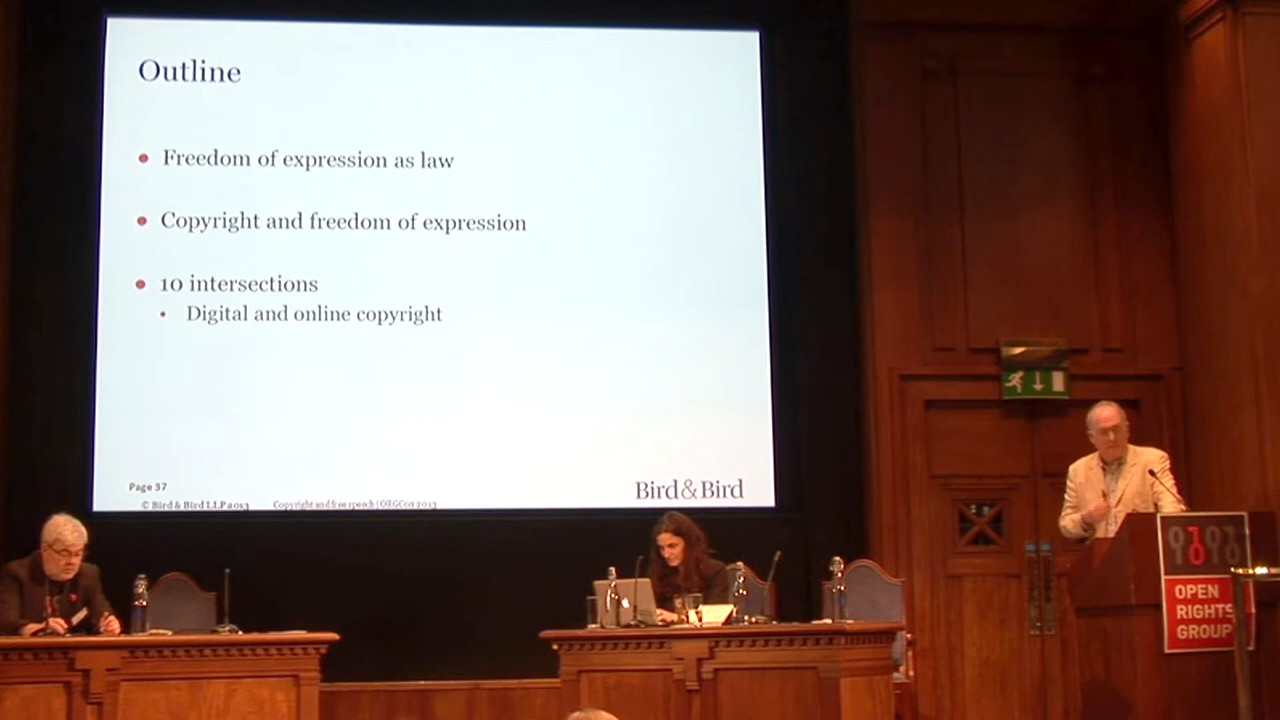 Outline
Freedom of expression as law
Copyright and freedom of expression
10 intersections
Digital and online copyright
Page 37
Bird&Bird
© Bird & Bird LLP 2013
Copyright and free speech | ORGCon 2013
OPEN
RIGHTS
GROUP